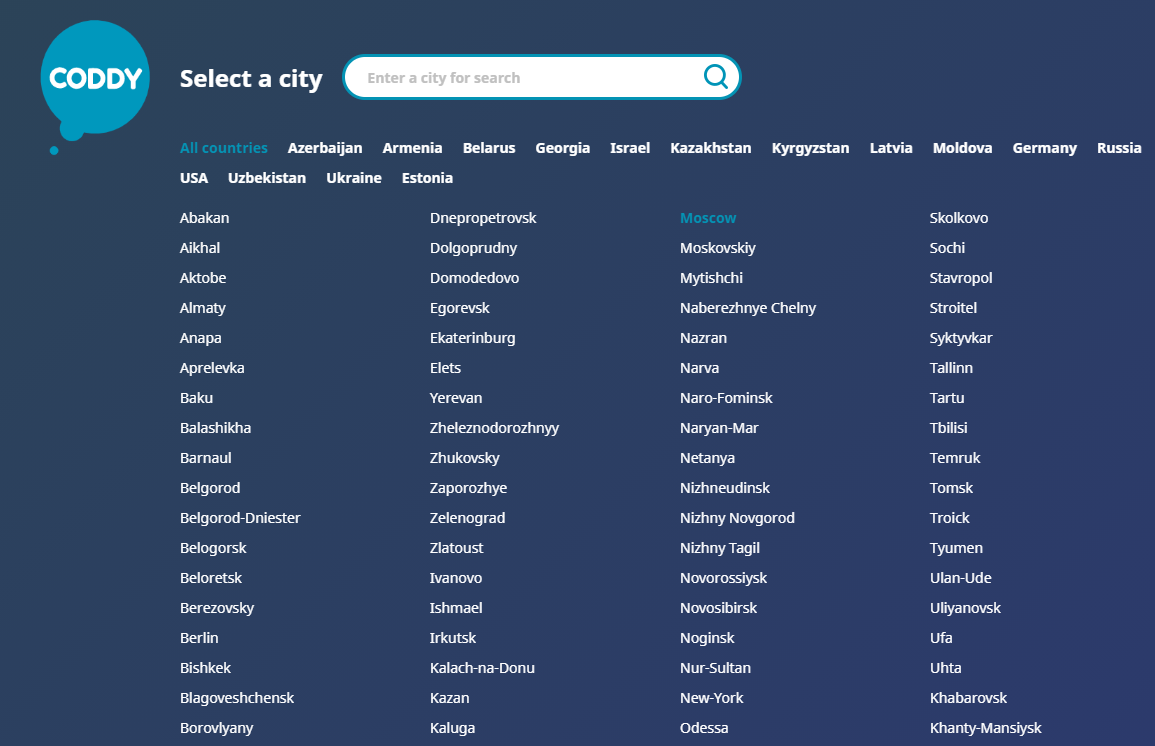 CODDY
Select a city
Enter a city for search
All countries Azerbaijan Armenia Belarus Georgia Israel Kazakhstan Kyrgyzstan Latvia Moldova Germany Russia
USA Uzbekistan Ukraine Estonia
Abakan Dnepropetrovsk Moscow Skolkovo
Aikhal Dolgoprudny Moskovskiy Sochi
Aktobe Domodedovo Mytishchi Stavropol
Almaty Egorevsk Naberezhnye Chelny Stroitel
Anapa Ekaterinburg Nazran Syktyvkar
Aprelevka Elets Narva Tallinn
Baku Yerevan Naro-Fominsk Tartu
Balashikha Zheleznodorozhnyy Naryan-Mar Tbilisi
Barnaul Zhukovsky Netanya Temruk
Belgorod Zaporozhye Nizhneudinsk Tomsk
Belgorod-Dniester Zelenograd Nizhny Novgorod Troick
Belogorsk Zlatoust Nizhny Tagil Tyumen
Beloretsk Ivanovo Novorossiysk Ulan-Ude
Berezovsky Ishmael Novosibirsk Uliyanovsk
Berlin Irkutsk Noginsk Ufa
Bishkek Kalach-na-Donu Nur-Sultan Uhta
Blagoveshchensk Kazan New-York Khabarovsk
Borovlyany Kaluga Odessa Khanty-Mansiysk